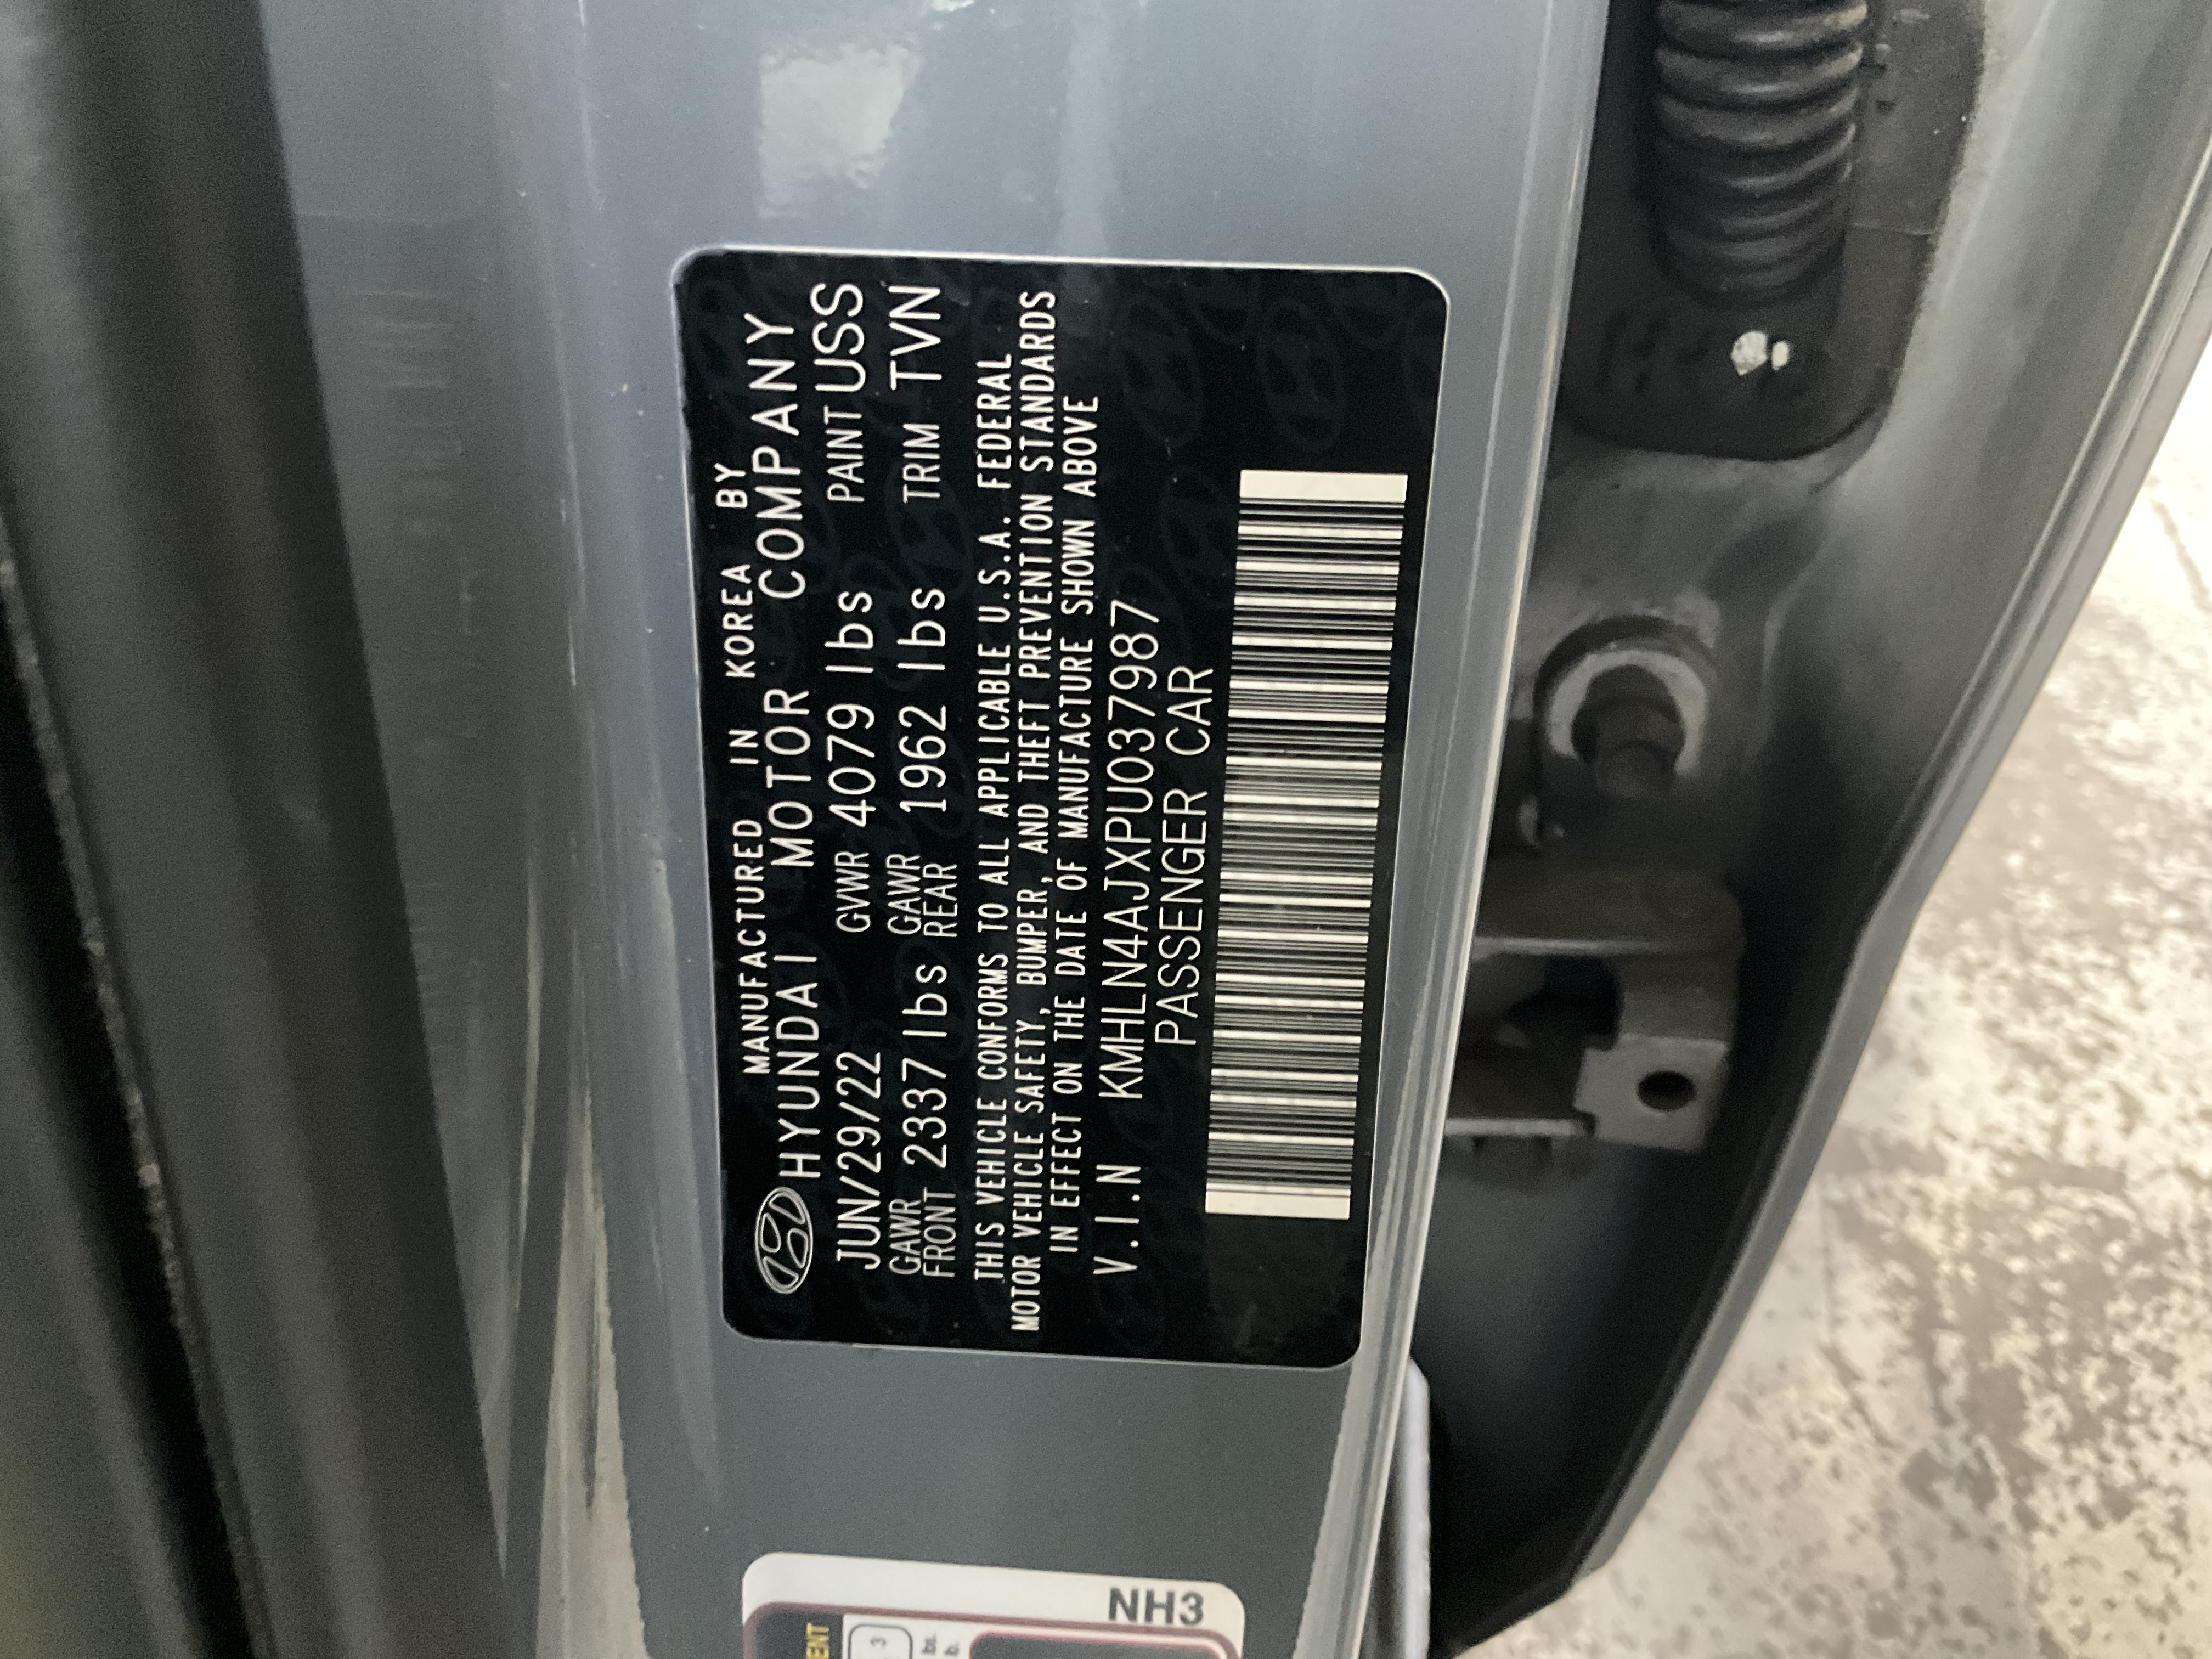 MANUFACTURED IN KOREA BY
HYUNDAI MOTOR COMPANY
JUN/29/22 GVWR 4079 lbs PAINT USS
GAWR FRONT 2337 lbs GAWR REAR 1962 lbs TRIM TVN
THIS VEHICLE CONFORMS TO ALL APPLICABLE U.S.A. FEDERAL
MOTOR VEHICLE SAFETY, BUMPER, AND THEFT PREVENTION STANDARDS
IN EFFECT ON THE DATE OF MANUFACTURE SHOWN ABOVE
V.I.N KMHLN4AJXPU037987
PASSENGER CAR
NH3
3